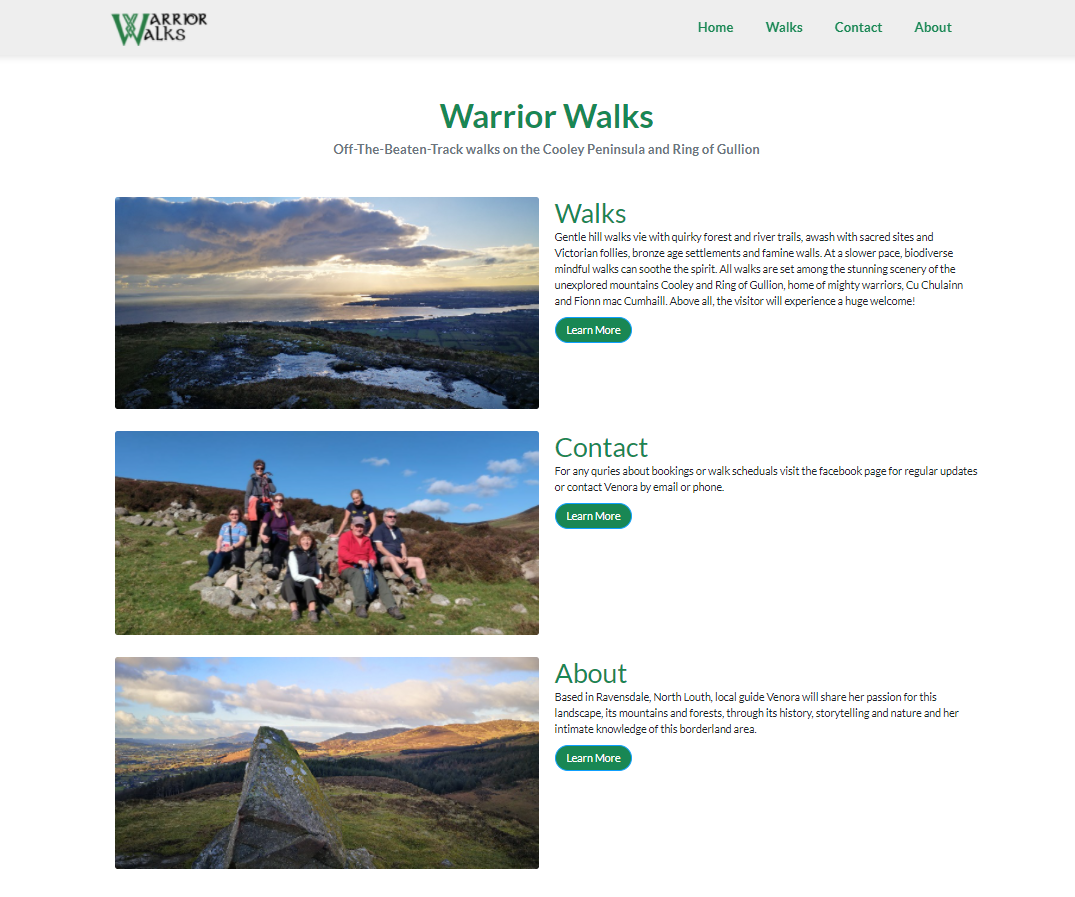 WARRIOR
WALKS
Home Walks Contact About
Warrior Walks
Off-The-Beaten-Track walks on the Cooley Peninsula and Ring of Gullion
Walks
Gentle hill walks vie with quirky forest and river trails, awash with sacred sites and
Victorian follies, bronze age settlements and famine walls. At a slower pace, biodiverse
mindful walks can soothe the spirit. All walks are set among the stunning scenery of the
unexplored mountains Cooley and Ring of Gullion, home of mighty warriors, Cu Chulainn
and Fionn mac Cumhaill. Above all, the visitor will experience a huge welcome!
Learn More
Contact
For any quries about bookings or walk scheduals visit the facebook page for regular updates
or contact Venora by email or phone.
Learn More
About
Based in Ravensdale, North Louth, local guide Venora will share her passion for this
landscape, its mountains and forests, through its history, storytelling and nature and her
intimate knowledge of this borderland area.
Learn More